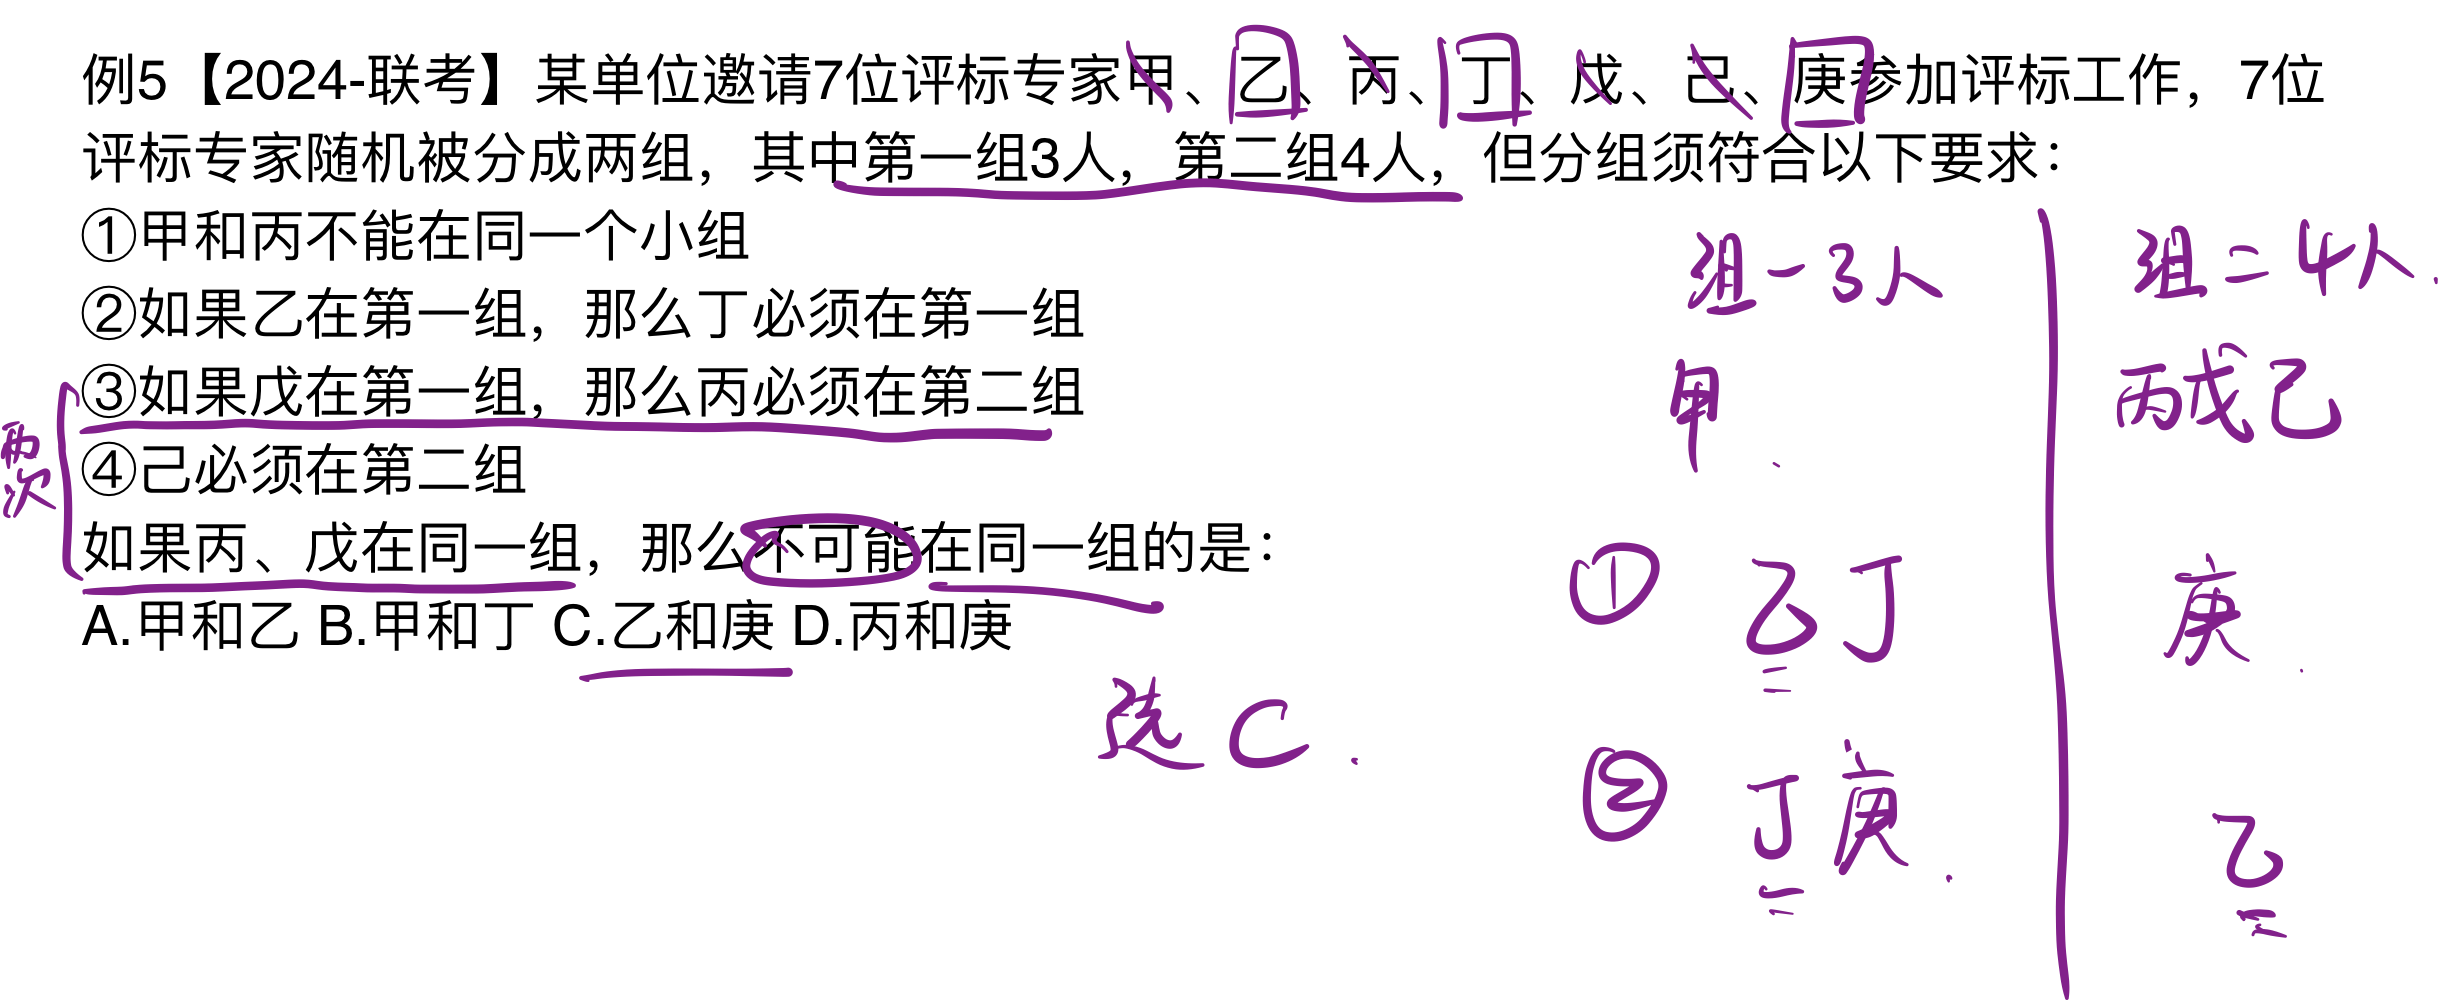 例5【2024-联考】某单位邀请7位评标专家甲、乙、丙、丁、戊、己、庚参加评标工作，7位
评标专家随机被分成两组，其中第一组3人，第二组4人，但分组须符合以下要求：
①甲和丙不能在同一个小组
②如果乙在第一组，那么丁必须在第一组
③如果戊在第一组，那么丙必须在第二组
④己必须在第二组
如果丙、戊在同一组，那么不可能在同一组的是：
A.甲和乙 B.甲和丁 C.乙和庚 D.丙和庚
两次
选C.
组一3人
组二4人.
甲
丙戊己
① 乙丁
庚
② 丁庚
乙